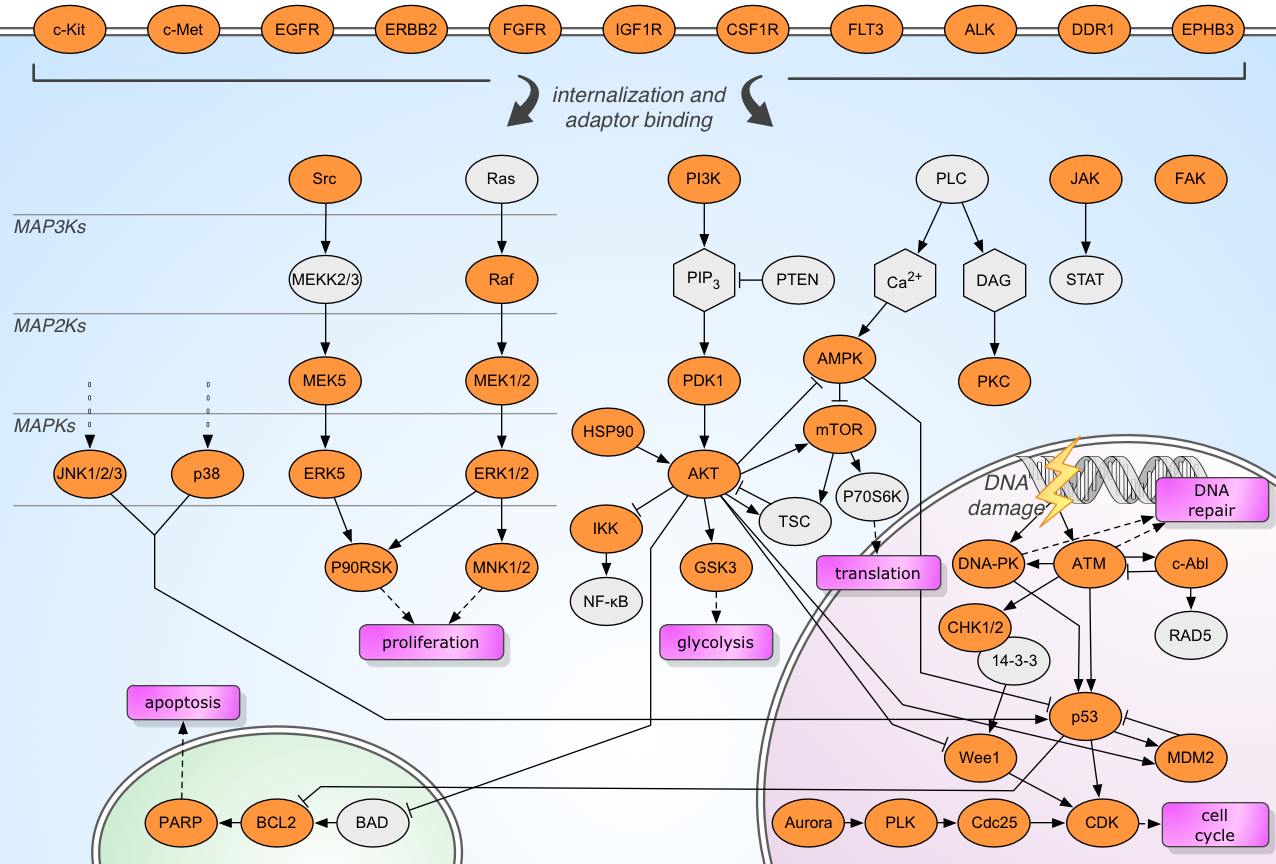 c-Kit c-Met EGFR ERBB2 FGFR IGF1R CSF1R FLT3 ALK DDR1 EPHB3
internalization and
adaptor binding
Src Ras PI3K PLC JAK FAK
MAP3Ks
MEKK2/3 Raf PIP3 PTEN Ca2+ DAG STAT
MAP2Ks
AMPK
MEK5 MEK1/2 PDK1 PKC
MAPKs
HSP90 mTOR
JNK1/2/3 p38 ERK5 ERK1/2 AKT
P70S6K
DNA
damage
DNA
repair
IKK TSC
P90RSK MNK1/2 GSK3 translation DNA-PK ATM c-Abl
NF-κB
CHK1/2 RAD5
proliferation glycolysis
14-3-3
apoptosis
p53
Wee1 MDM2
PARP BCL2 BAD Aurora PLK Cdc25 CDK
cell
cycle